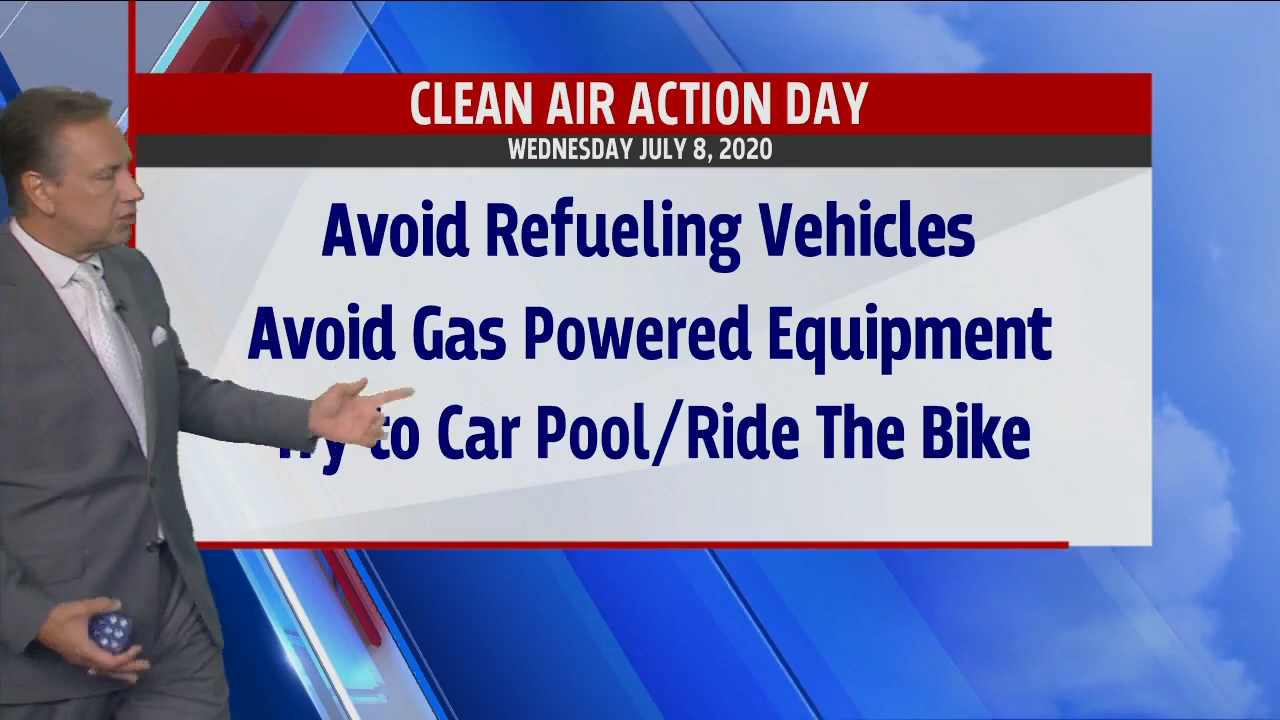 CLEAN AIR ACTION DAY
WEDNESDAY JULY 8, 2020
Avoid Refueling Vehicles
Avoid Gas Powered Equipment
Try to Car Pool/Ride The Bike